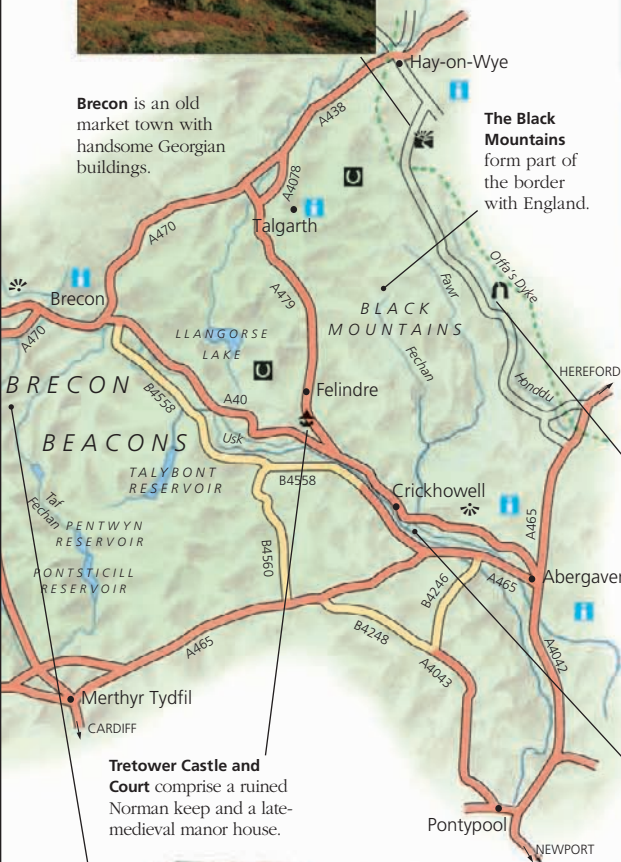 Hay-on-Wye
Brecon is an old
market town with
handsome Georgian
buildings.
A438
The Black
Mountains
form part of
the border
with England.
A4078
Talgarth
A470
Offa's Dyke
Fawr
A479
Brecon
BLACK
MOUNTAINS
A470
LLANGORSE
LAKE
Fechan
Honddu
HEREFORD
Felindre
BRECON
BEACONS
B4558
A40
Usk
TALYBONT
RESERVOIR
B4558
Crickhowell
Taf
Fechan
PENTWYN
RESERVOIR
A465
B4560
PONTSTICILL
RESERVOIR
A465
Abergaven
B4246
B4248
A465
A4043
A4042
Merthyr Tydfil
CARDIFF
Tretower Castle and
Court comprise a ruined
Norman keep and a late-
medieval manor house.
Pontypool
NEWPORT